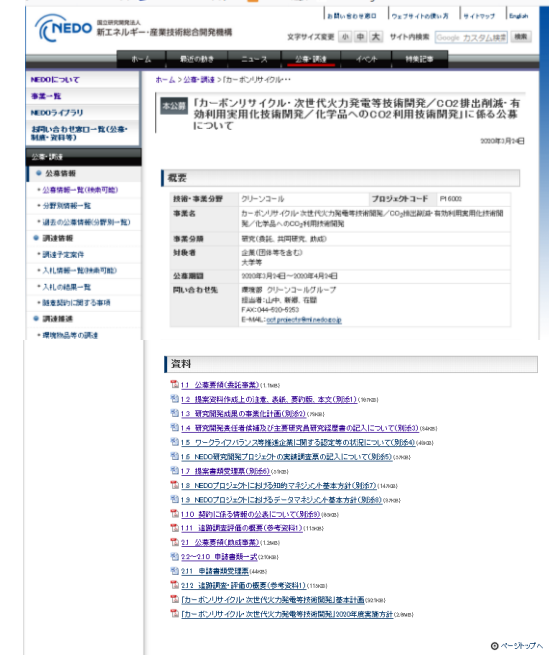 お問い合わせ窓口 ウェブサイトの使い方 サイトマップ English
NEDO 国立研究開発法人
新エネルギー・産業技術総合開発機構
文字サイズ変更 小 中 大 サイト内検索 Google カスタム検索 検索
ホーム 最近の動き ニュース 公募・調達 イベント 特集記事
NEDOについて
事業一覧
NEDOライブラリ
お問い合わせ窓口一覧(公募・制度・資料等)
公募・調達
公募情報
公募情報一覧(検索可能)
分野別情報一覧
過去の公募情報(分野別一覧)
調達情報
調達予定案件
入札情報一覧(検索可能)
入札の結果一覧
随意契約に関する事項
調達関連
環境物品等の調達
ホーム > 公募・調達 > 「カーボンリサイクル・・・
本公募 「カーボンリサイクル・次世代火力発電等技術開発/CO2排出削減・有
効利用実用化技術開発/化学品へのCO2利用技術開発」に係る公募
について
2020年2月14日
概要
技術・事業分野 クリーンコール プロジェクトコード P16003
事業名 カーボンリサイクル・次世代火力発電等技術開発/CO2排出削減・有効利用実用化技術開
発/化学品へのCO2利用技術開発
事業分類 研究(委託、共同研究、助成)
対象者 企業(団体等を含む)
大学等
公募期間
問い合わせ先 環境部 クリーンコールグループ
担当者:山中、新郷、在間
FAX:044-520-5253
E-MAIL:
資料
1.1 公募要領(委託事業)
1.2 提案資料作成上の注意、表紙、要約版、本文(別添1)
1.3 研究開発成果の事業化計画(別添2)
1.4 研究開発責任者候補及び主要研究員研究経歴書の記入について(別添3)
1.5 ワークライフバランス等推進企業に関する認定等の状況について(別添4)
1.6 NEDO研究開発プロジェクトの実績調査票の記入について(別添5)
1.7 提案書類受理票(別添6)
1.8 NEDOプロジェクトにおける知的マネジメント基本方針(別添7)
1.9 NEDOプロジェクトにおけるデータマネジメント基本方針(別添8)
1.10 契約に係る情報の公表について(別添9)
1.11 追跡調査評価の概要(参考資料1)
2.1 公募要領(助成事業)
2.2~2.10 申請書類一式
2.11 申請書類受理票
2.12 追跡調査・評価の概要(参考資料1)
「カーボンリサイクル・次世代火力発電等技術開発」基本計画
「カーボンリサイクル・次世代火力発電等技術開発」2020年度実施方針
ページトップへ